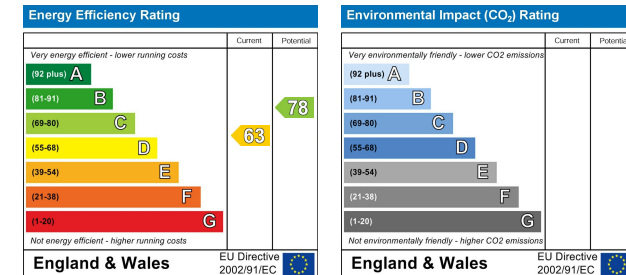 Energy Efficiency Rating
Current Potential
Very energy efficient - lower running costs
(92 plus) A
(81-91) B
(69-80) C
(55-68) D
(39-54) E
(21-38) F
(1-20) G
63
78
Not energy efficient - higher running costs
England & Wales
EU Directive
2002/91/EC
Environmental Impact (CO₂) Rating
Current Potential
Very environmentally friendly - lower CO2 emissions
(92 plus) A
(81-91) B
(69-80) C
(55-68) D
(39-54) E
(21-38) F
(1-20) G
Not environmentally friendly - higher CO2 emissions
England & Wales
EU Directive
2002/91/EC